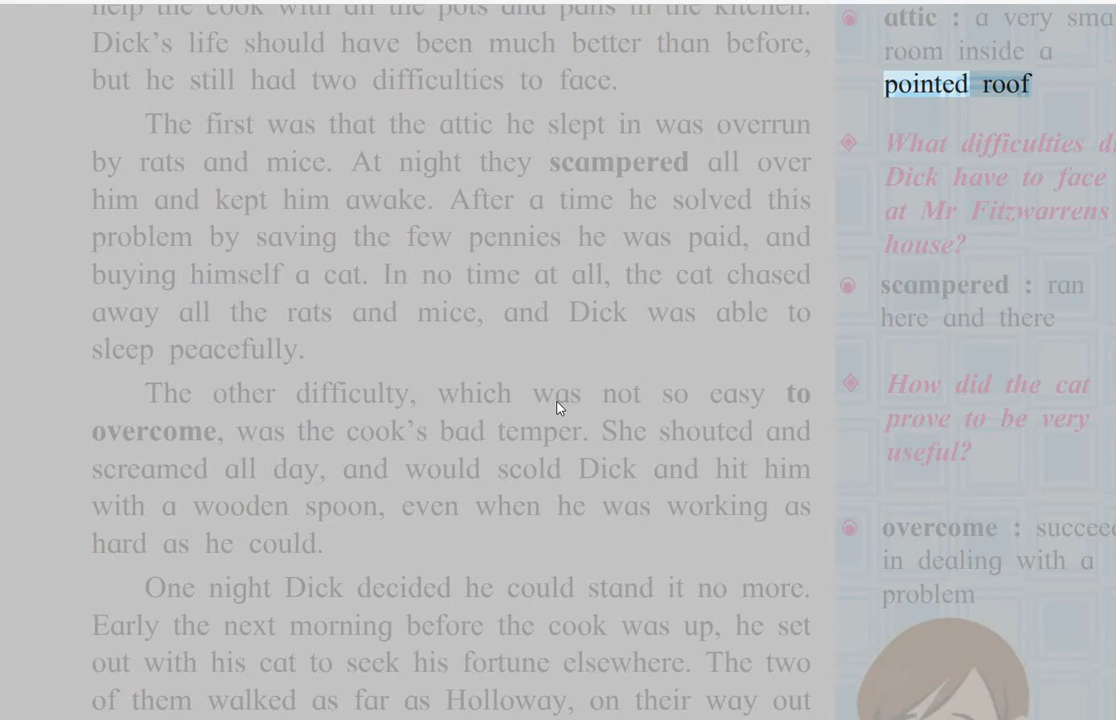 help the cook with all the pots and pans in the kitchen.
Dick's life should have been much better than before,
but he still had two difficulties to face.
The first was that the attic he slept in was overrun
by rats and mice. At night they scampered all over
him and kept him awake. After a time he solved this
problem by saving the few pennies he was paid, and
buying himself a cat. In no time at all, the cat chased
away all the rats and mice, and Dick was able to
sleep peacefully.
The other difficulty, which was not so easy to
overcome, was the cook's bad temper. She shouted and
screamed all day, and would scold Dick and hit him
with a wooden spoon, even when he was working as
hard as he could.
One night Dick decided he could stand it no more.
Early the next morning before the cook was up, he set
out with his cat to seek his fortune elsewhere. The two
of them walked as far as Holloway, on their way out
attic : a very
room inside a
pointed roof
What difficulties
Dick have to face
at Mr Fitzwarrens
house?
scampered : ran
here and there
How did the cat
prove to be very
useful?
overcome :
in dealing with a
problem